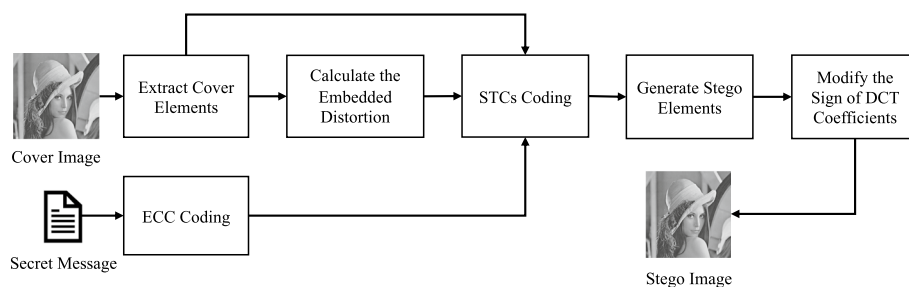 Cover Image
Extract Cover
Elements
Calculate the
Embedded
Distortion
STCs Coding
Generate Stego
Elements
Modify the
Sign of DCT
Coefficients
Secret Message
ECC Coding
Stego Image